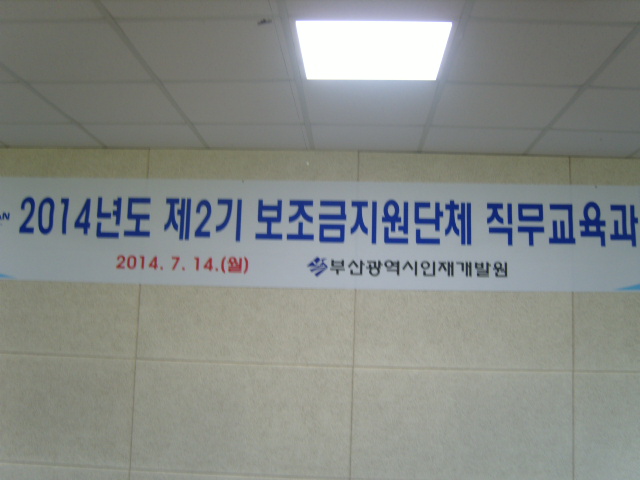 AN 2014년도 제2기 보조금지원단체 직무교육과
2014. 7. 14.(월) 부산광역시인재개발원